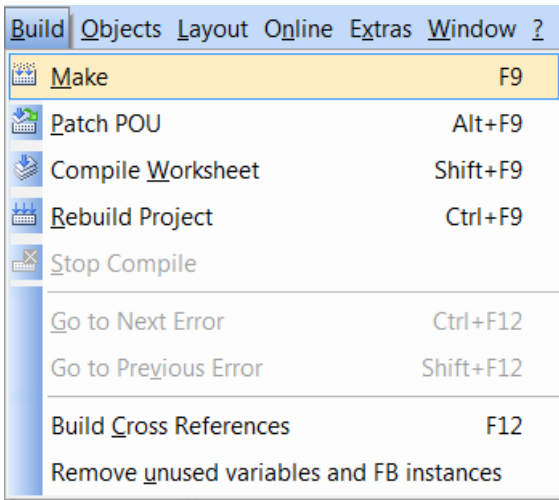 Build Objects Layout Online Extras Window ?
Make F9
Patch POU Alt+F9
Compile Worksheet Shift+F9
Rebuild Project Ctrl+F9
Stop Compile
Go to Next Error Ctrl+F12
Go to Previous Error Shift+F12
Build Cross References F12
Remove unused variables and FB instances